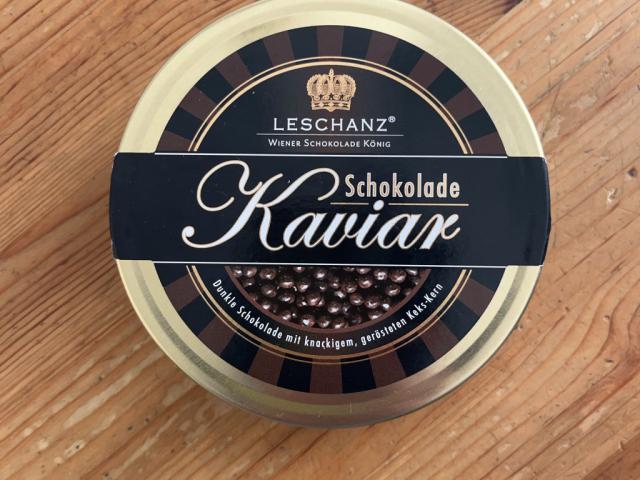 LESCHANZ®
WIENER SCHOKOLADE KÖNIG
Schokolade
Kaviar
Dunkle Schokolade mit knackigem, gerösteten Keks-Kern